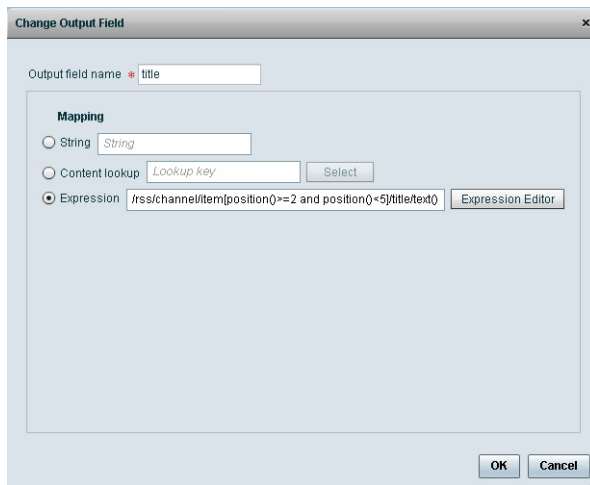 Change Output Field ×
Output field name * title
Mapping
String String
Content lookup Lookup key Select
Expression /rss/channel/item[position()>=2 and position()<5]/title/text() Expression Editor
OK Cancel